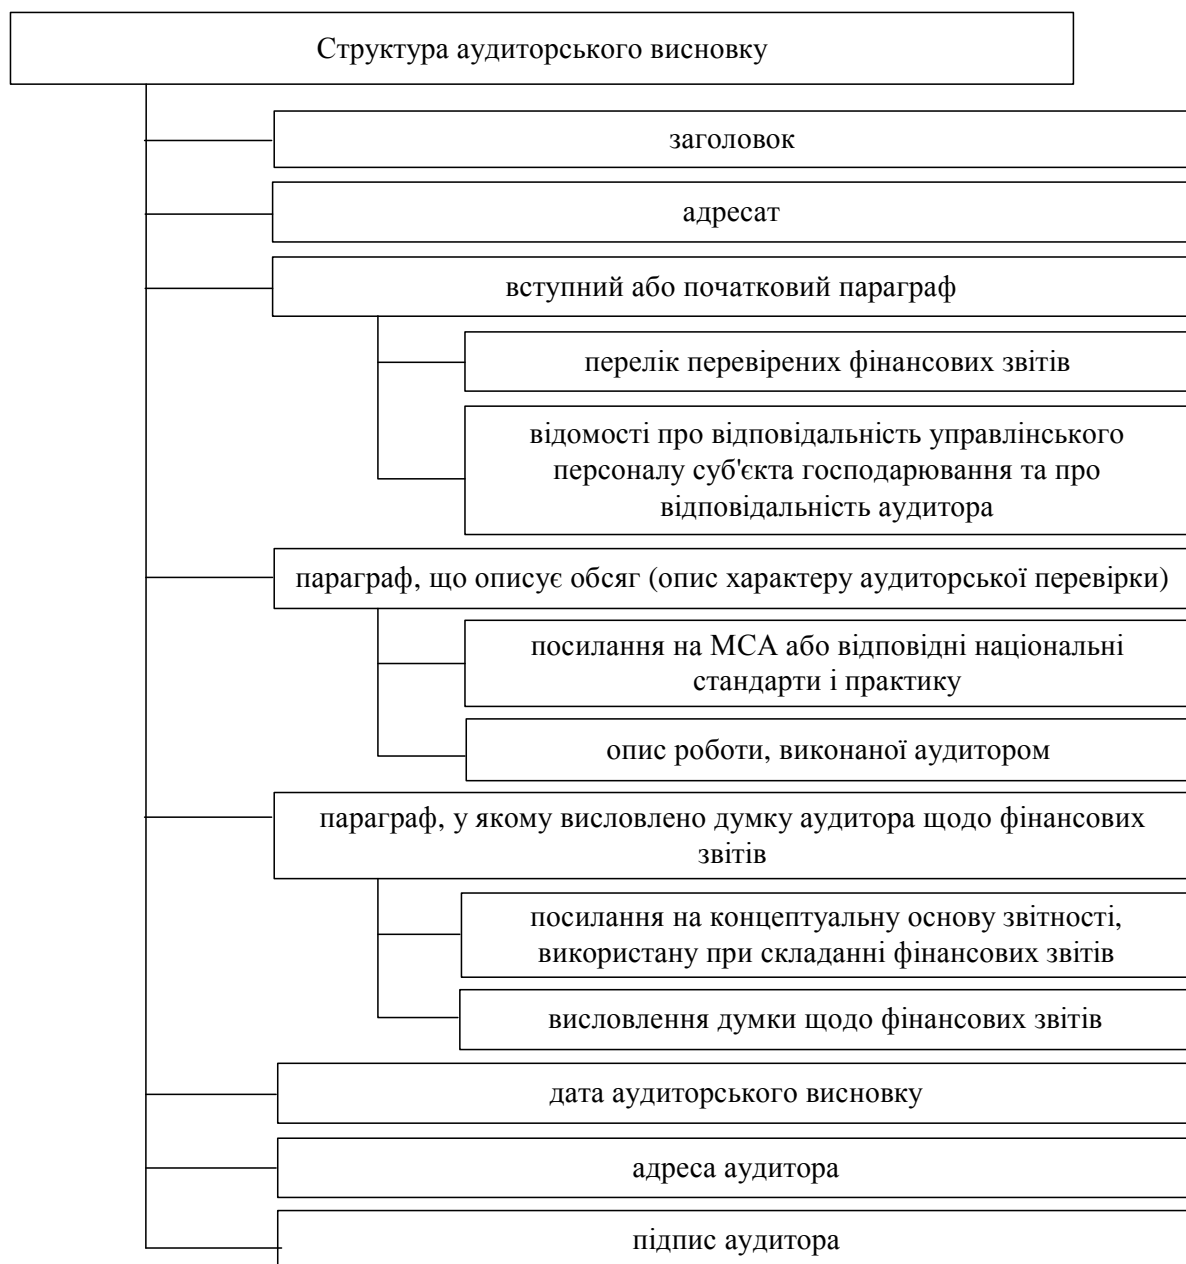 Структура аудиторського висновку
заголовок
адресат
вступний або початковий параграф
перелік перевірених фінансових звітів
відомості про відповідальність управлінського
персоналу суб'єкта господарювання та про
відповідальність аудитора
параграф, що описує обсяг (опис характеру аудиторської перевірки)
посилання на МСА або відповідні національні
стандарти і практику
опис роботи, виконаної аудитором
параграф, у якому висловлено думку аудитора щодо фінансових
звітів
посилання на концептуальну основу звітності,
використану при складанні фінансових звітів
висловлення думки щодо фінансових звітів
дата аудиторського висновку
адреса аудитора
підпис аудитора